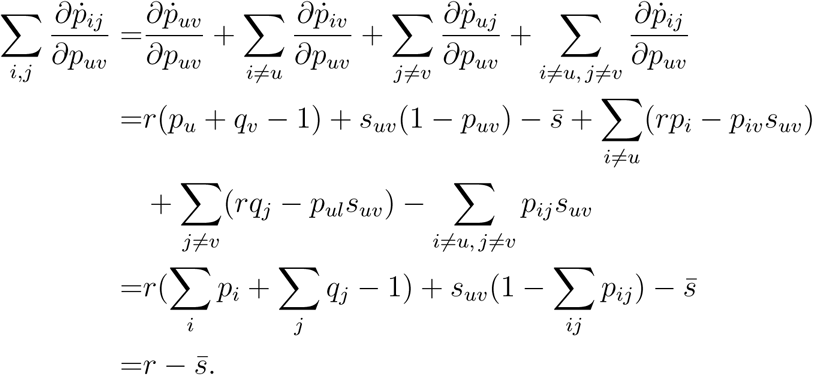 \sum_{i,j} \frac{\partial \dot{p}_{ij}}{\partial p_{uv}} = \frac{\partial \dot{p}_{uv}}{\partial p_{uv}} + \sum_{i \neq u} \frac{\partial \dot{p}_{iv}}{\partial p_{uv}} + \sum_{j \neq v} \frac{\partial \dot{p}_{uj}}{\partial p_{uv}} + \sum_{i \neq u, j \neq v} \frac{\partial \dot{p}_{ij}}{\partial p_{uv}}
= r(p_u + q_v - 1) + s_{uv}(1 - p_{uv}) - \bar{s} + \sum_{i \neq u} (rp_i - p_{iv}s_{uv})
+ \sum_{j \neq v} (rq_j - p_{ul}s_{uv}) - \sum_{i \neq u, j \neq v} p_{ij}s_{uv}
= r(\sum_i p_i + \sum_j q_j - 1) + s_{uv}(1 - \sum_{ij} p_{ij}) - \bar{s}
= r - \bar{s}.